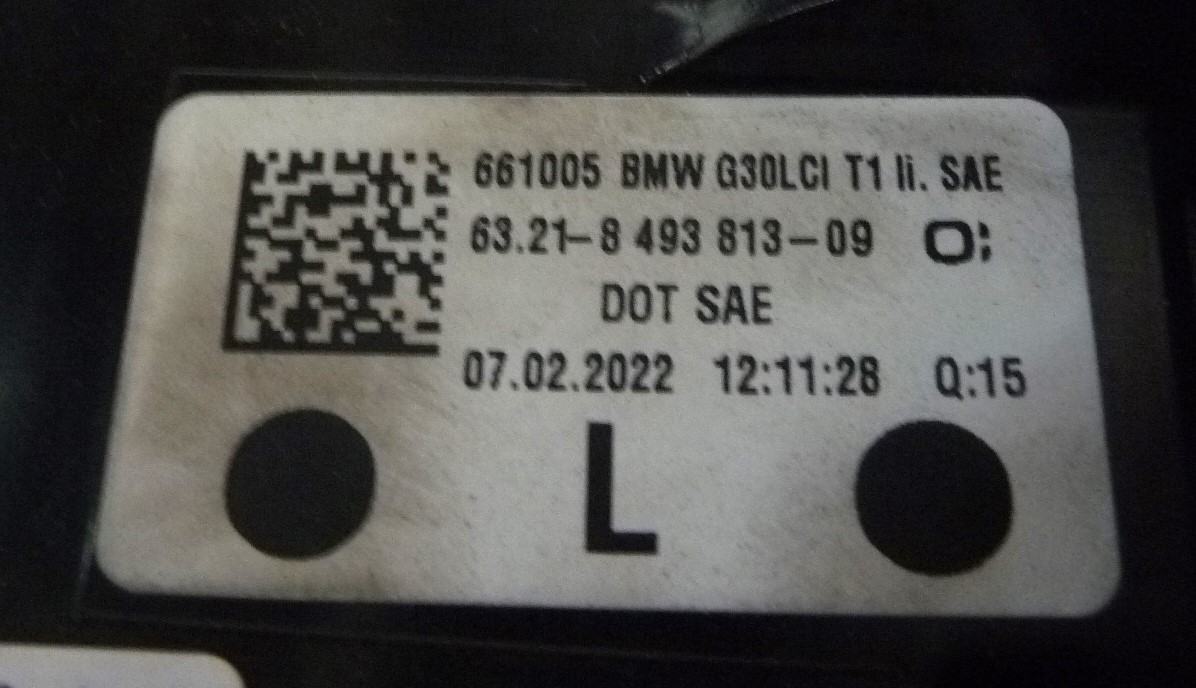 661005 BMW G30LCI T1 li. SAE
63.21-8 493 813-09 O:
DOT SAE
07.02.2022 12:11:28 Q:15
L